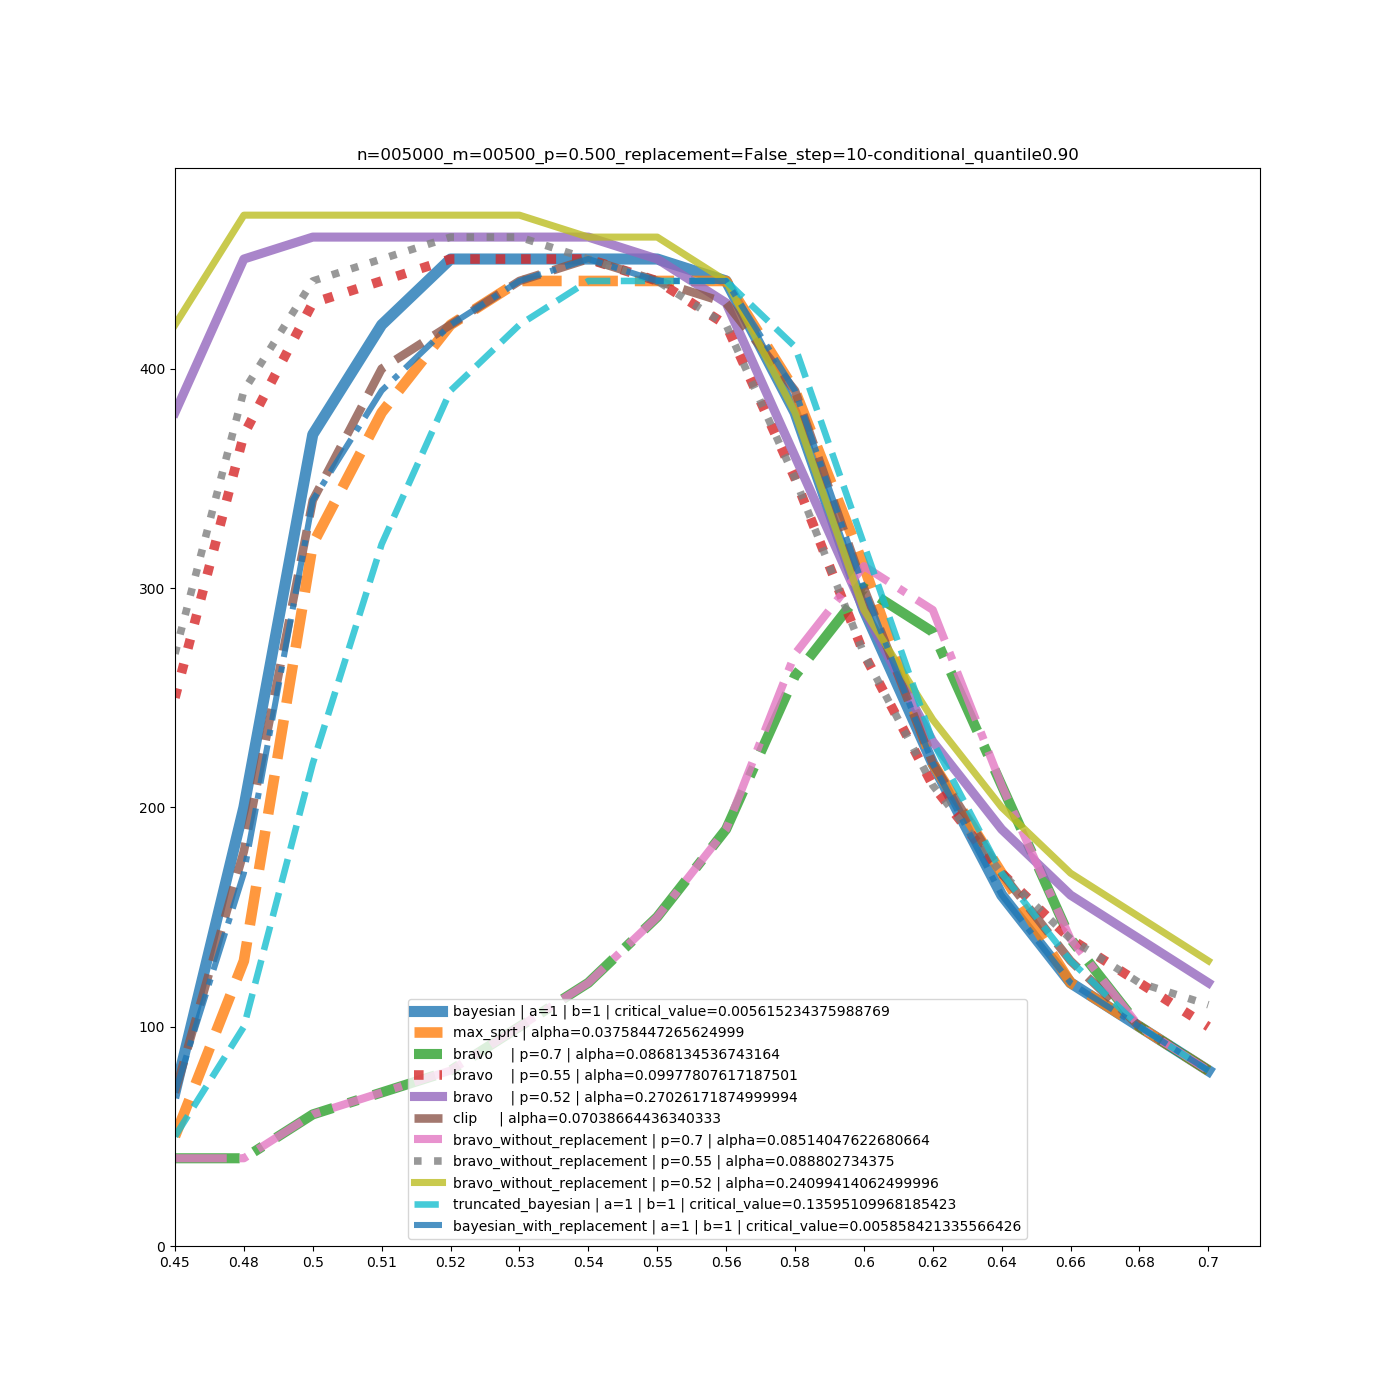 n=005000_m=00500_p=0.500_replacement=False_step=10-conditional_quantile0.90
400
300
200
100
0
bayesian | a=1 | b=1 | critical_value=0.005615234375988769
max_sprt | alpha=0.03758447265624999
bravo | p=0.7 | alpha=0.0868134536743164
bravo | p=0.55 | alpha=0.09977807617187501
bravo | p=0.52 | alpha=0.27026171874999994
clip | alpha=0.07038664436340333
bravo_without_replacement | p=0.7 | alpha=0.08514047622680664
bravo_without_replacement | p=0.55 | alpha=0.088802734375
bravo_without_replacement | p=0.52 | alpha=0.24099414062499996
truncated_bayesian | a=1 | b=1 | critical_value=0.13595109968185423
bayesian_with_replacement | a=1 | b=1 | critical_value=0.005858421335566426
0.45 0.48 0.5 0.51 0.52 0.53 0.54 0.55 0.56 0.58 0.6 0.62 0.64 0.66 0.68 0.7